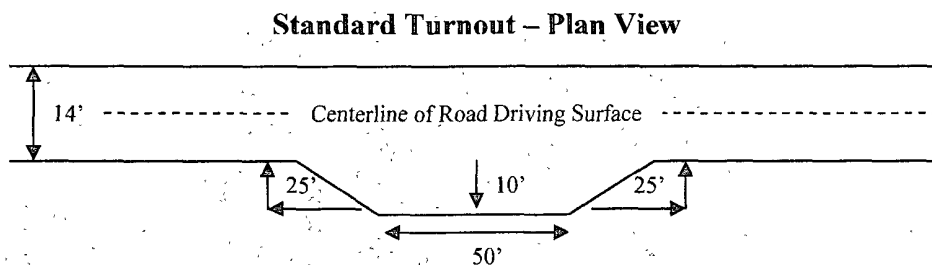 Standard Turnout – Plan View
14'
Centerline of Road Driving Surface
25'
10'
25'
50'